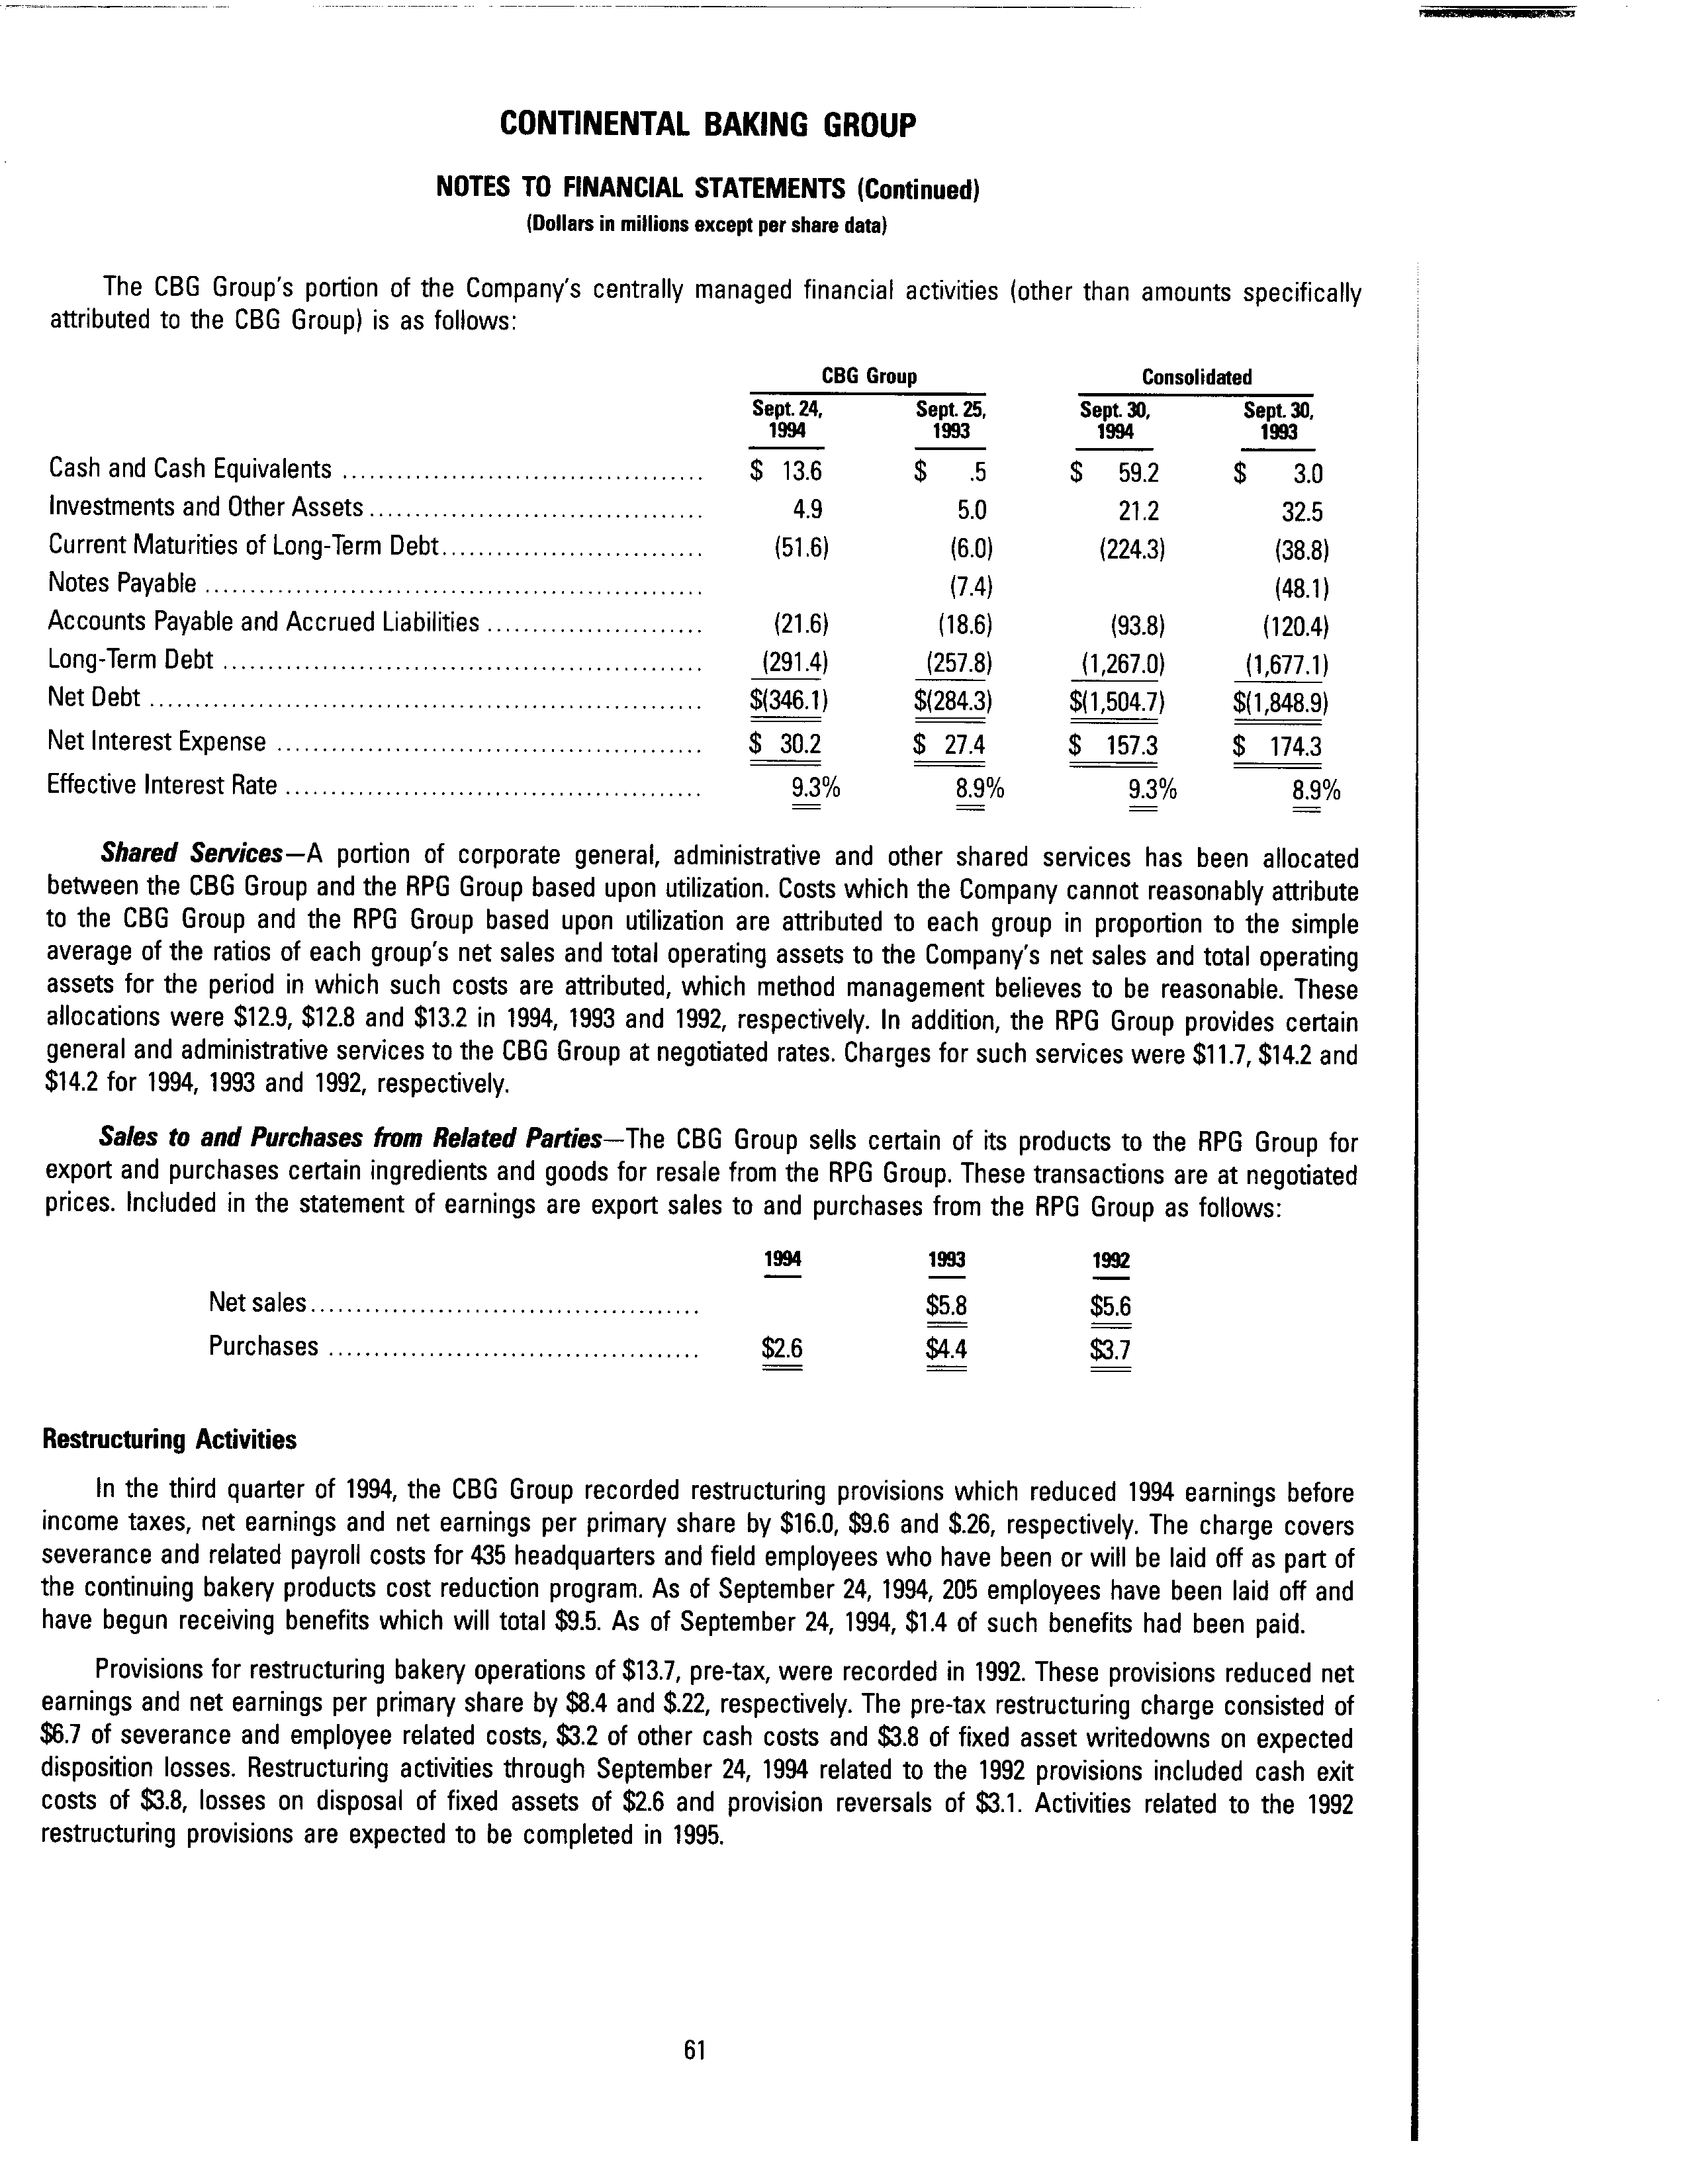 CONTINENTAL BAKING GROUP
NOTES TO FINANCIAL STATEMENTS (Continued)
(Dollars in millions except per share data)
The CBG Group's portion of the Company's centrally managed financial activities (other than amounts specifically
attributed to the CBG Group) is as follows:
CBG Group Consolidated
Sept. 24, Sept. 25, Sept. 30, Sept. 30,
1994 1993 1994 1993
Cash and Cash Equivalents ........................................ $ 13.6 $ .5 $ 59.2 $ 3.0
Investments and Other Assets ..................................... 4.9 5.0 21.2 32.5
Current Maturities of Long-Term Debt............................. (51.6) (6.0) (224.3) (38.8)
Notes Payable ....................................................... (7.4) (48.1)
Accounts Payable and Accrued Liabilities ........................ (21.6) (18.6) (93.8) (120.4)
Long-Term Debt ..................................................... (291.4) (257.8) (1,267.0) (1,677.1)
Net Debt ............................................................. $(346.1) $(284.3) $(1,504.7) $(1,848.9)
Net Interest Expense ............................................... $ 30.2 $ 27.4 $ 157.3 $ 174.3
Effective Interest Rate .............................................. 9.3% 8.9% 9.3% 8.9%
Shared Services—A portion of corporate general, administrative and other shared services has been allocated
between the CBG Group and the RPG Group based upon utilization. Costs which the Company cannot reasonably attribute
to the CBG Group and the RPG Group based upon utilization are attributed to each group in proportion to the simple
average of the ratios of each group's net sales and total operating assets to the Company's net sales and total operating
assets for the period in which such costs are attributed, which method management believes to be reasonable. These
allocations were $12.9, $12.8 and $13.2 in 1994, 1993 and 1992, respectively. In addition, the RPG Group provides certain
general and administrative services to the CBG Group at negotiated rates. Charges for such services were $11.7, $14.2 and
$14.2 for 1994, 1993 and 1992, respectively.
Sales to and Purchases from Related Parties—The CBG Group sells certain of its products to the RPG Group for
export and purchases certain ingredients and goods for resale from the RPG Group. These transactions are at negotiated
prices. Included in the statement of earnings are export sales to and purchases from the RPG Group as follows:
1994 1993 1992
Net sales........................................... $5.8 $5.6
Purchases ......................................... $2.6 $4.4 $3.7
Restructuring Activities
In the third quarter of 1994, the CBG Group recorded restructuring provisions which reduced 1994 earnings before
income taxes, net earnings and net earnings per primary share by $16.0, $9.6 and $.26, respectively. The charge covers
severance and related payroll costs for 435 headquarters and field employees who have been or will be laid off as part of
the continuing bakery products cost reduction program. As of September 24, 1994, 205 employees have been laid off and
have begun receiving benefits which will total $9.5. As of September 24, 1994, $1.4 of such benefits had been paid.
Provisions for restructuring bakery operations of $13.7, pre-tax, were recorded in 1992. These provisions reduced net
earnings and net earnings per primary share by $8.4 and $.22, respectively. The pre-tax restructuring charge consisted of
$6.7 of severance and employee related costs, $3.2 of other cash costs and $3.8 of fixed asset writedowns on expected
disposition losses. Restructuring activities through September 24, 1994 related to the 1992 provisions included cash exit
costs of $3.8, losses on disposal of fixed assets of $2.6 and provision reversals of $3.1. Activities related to the 1992
restructuring provisions are expected to be completed in 1995.
61